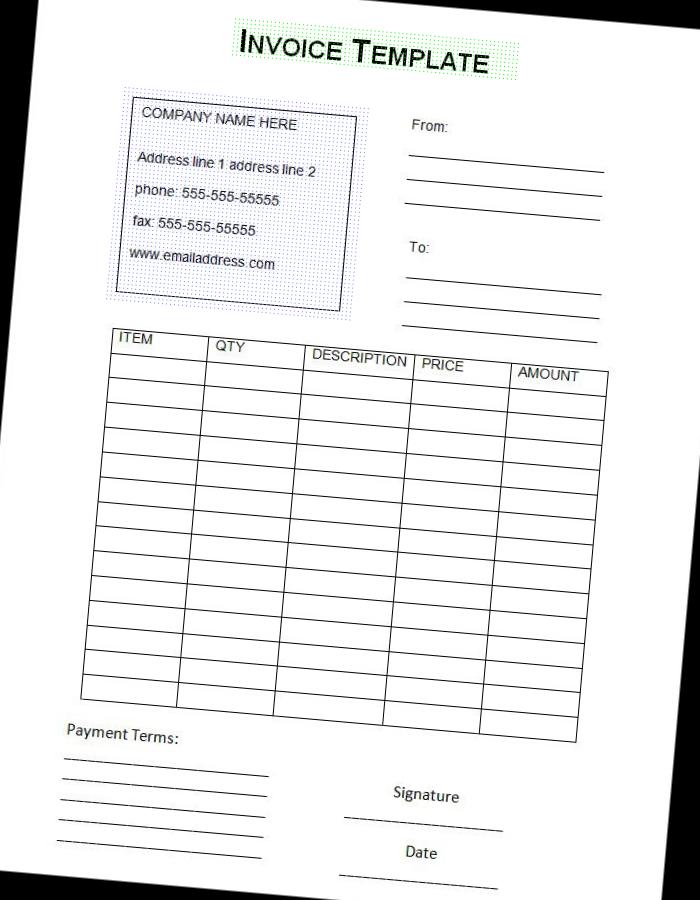 INVOICE TEMPLATE
COMPANY NAME HERE
Address line 1 address line 2
phone: 555-555-55555
fax: 555-555-55555
www.emailaddress.com
From:
To:
ITEM QTY DESCRIPTION PRICE AMOUNT
Payment Terms:
Signature
Date